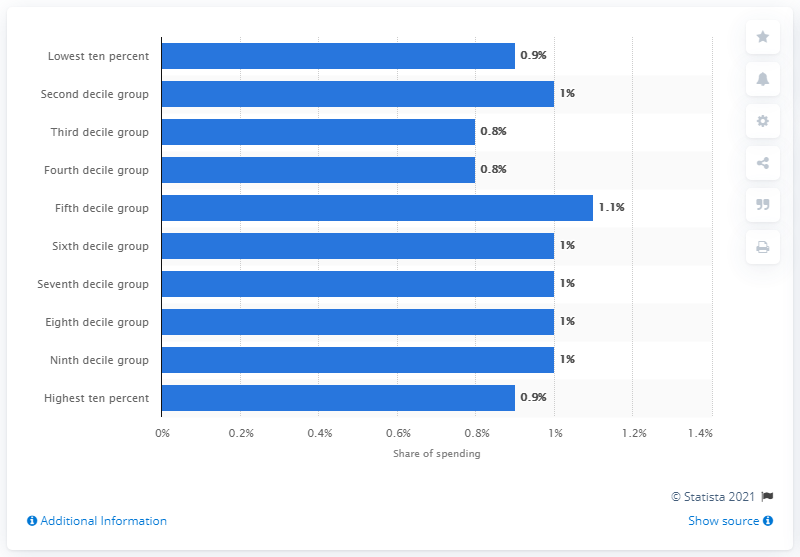 Lowest ten percent 0.9%
Second decile group 1%
Third decile group 0.8%
Fourth decile group 0.8%
Fifth decile group 1.1%
Sixth decile group 1%
Seventh decile group 1%
Eighth decile group 1%
Ninth decile group 1%
Highest ten percent 0.9%
0% 0.2% 0.4% 0.6% 0.8% 1% 1.2% 1.4%
Share of spending
© Statista 2021
Additional Information Show source